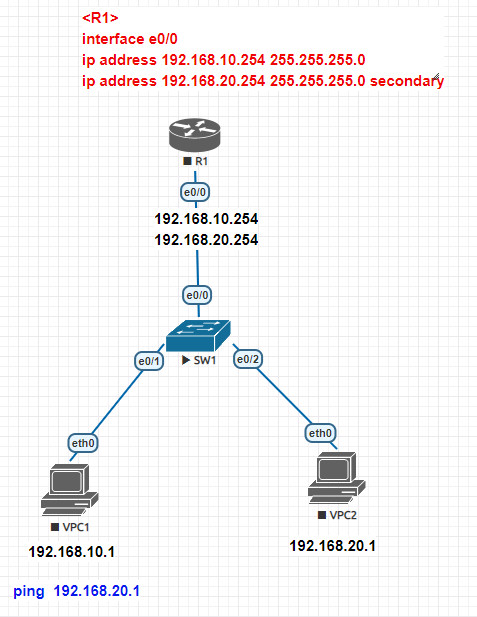 <R1>
interface e0/0
ip address 192.168.10.254 255.255.255.0
ip address 192.168.20.254 255.255.255.0 secondary
R1
e0/0
192.168.10.254
192.168.20.254
e0/0
SW1
e0/1
e0/2
eth0
eth0
VPC1
VPC2
192.168.10.1
192.168.20.1
ping 192.168.20.1